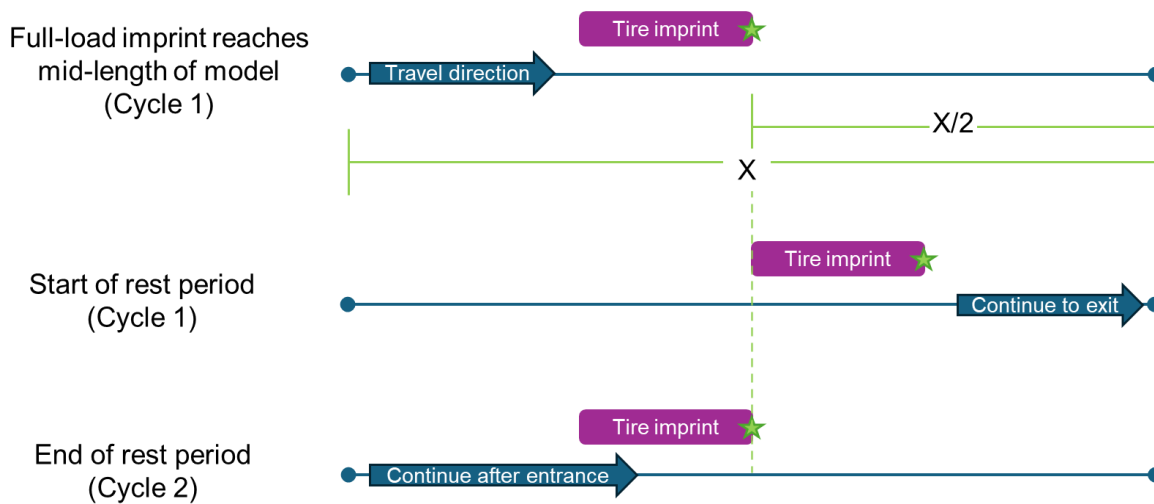 Tire imprint
Full-load imprint reaches
mid-length of model
(Cycle 1)
Travel direction
X/2
X
Tire imprint
Start of rest period
(Cycle 1)
Continue to exit
Tire imprint
End of rest period
(Cycle 2)
Continue after entrance